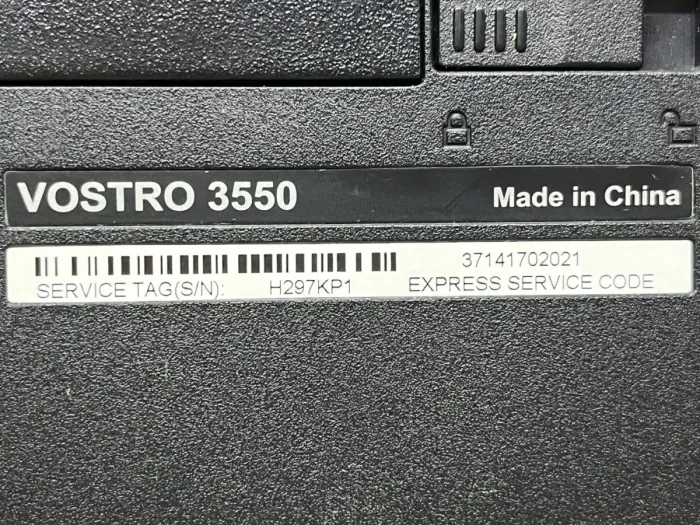 VOSTRO 3550 Made in China
37141702021
SERVICE TAG(S/N): H297KP1 EXPRESS SERVICE CODE